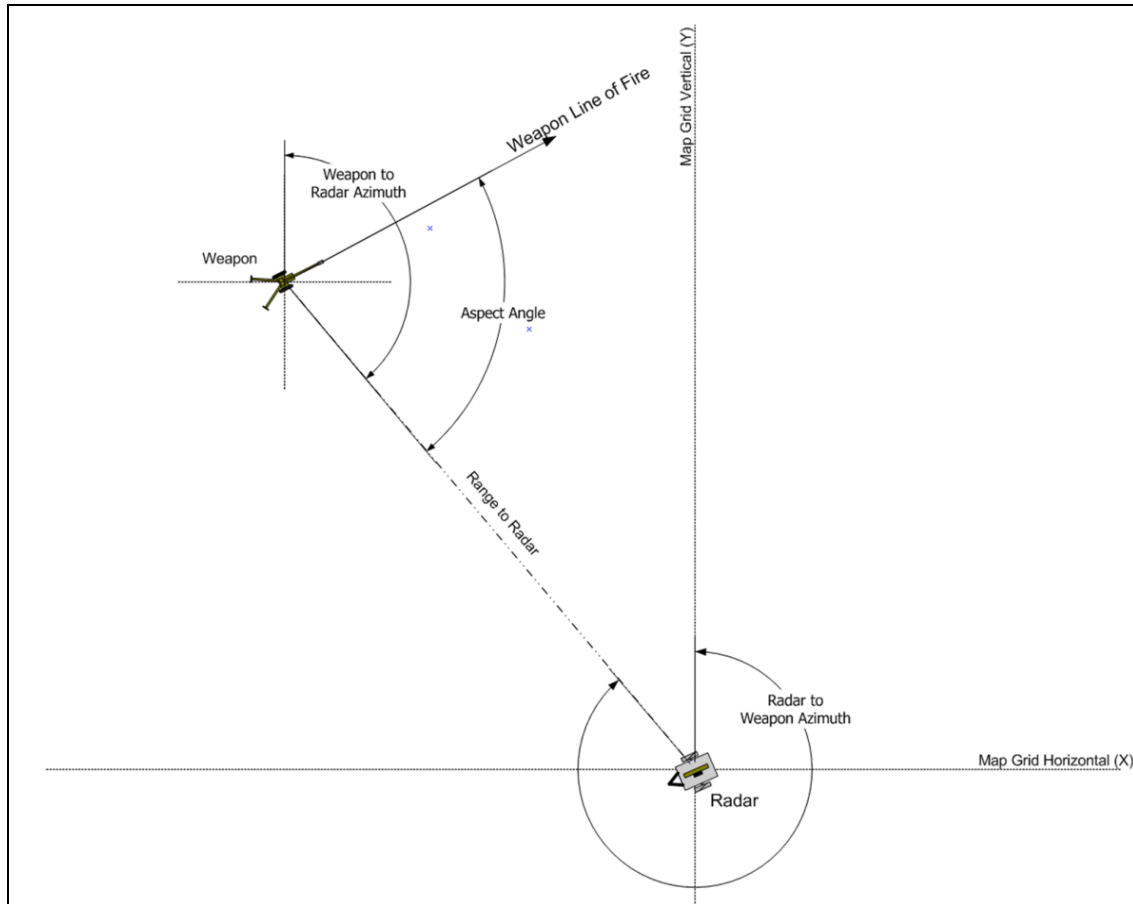 Map Grid Vertical (Y)
Weapon Line of Fire
Weapon to
Radar Azimuth
Weapon
Aspect Angle
Range to Radar
Radar to
Weapon Azimuth
Map Grid Horizontal (X)
Radar